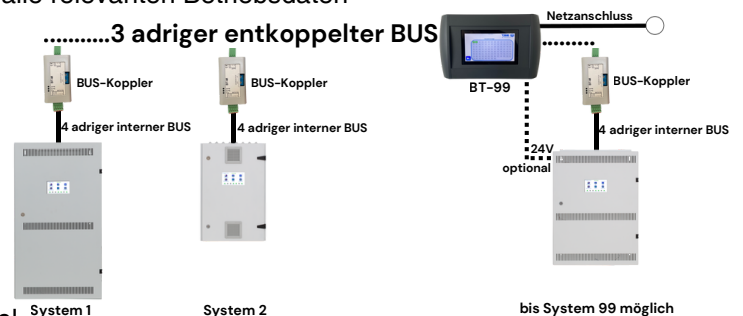 alle relevanten Betriebsdaten
...........3 adriger entkoppelter BUS
Netzanschluss
BT-99
BUS-Koppler
BUS-Koppler
BUS-Koppler
4 adriger interner BUS
4 adriger interner BUS
4 adriger interner BUS
24V
optional
System 1
System 2
bis System 99 möglich